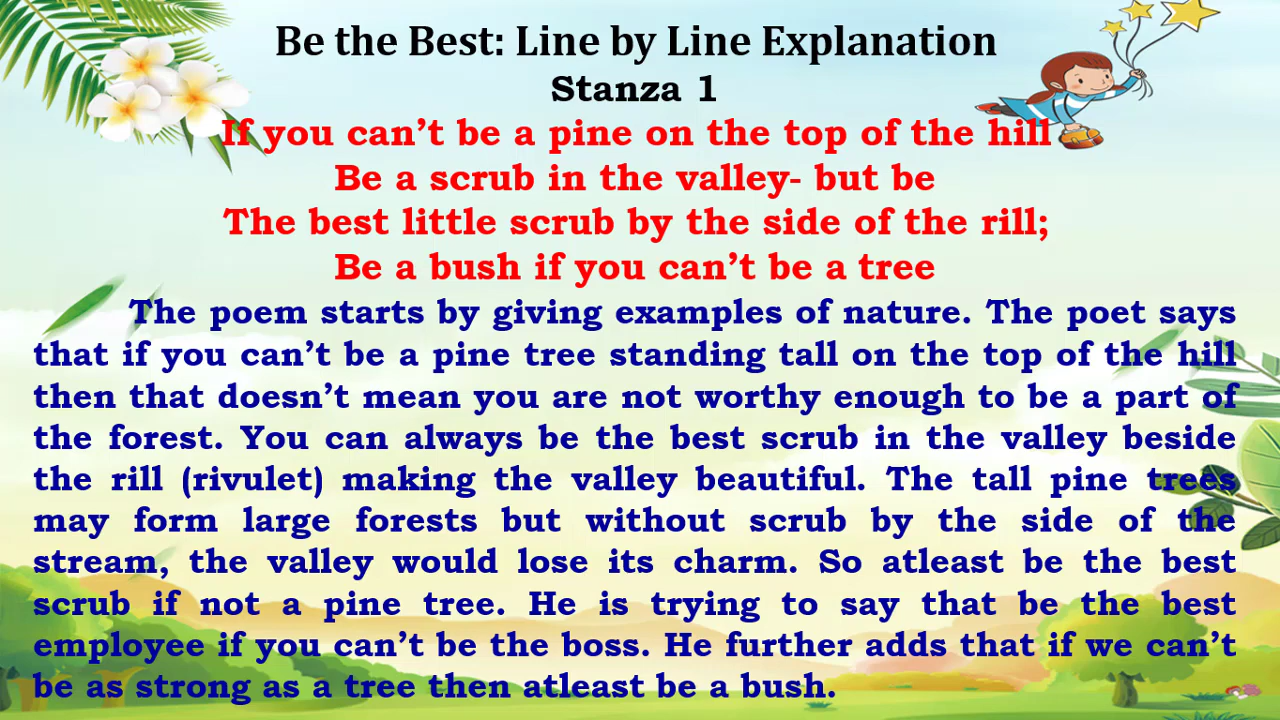 Be the Best: Line by Line Explanation
Stanza 1
If you can’t be a pine on the top of the hill
Be a scrub in the valley- but be
The best little scrub by the side of the rill;
Be a bush if you can’t be a tree
The poem starts by giving examples of nature. The poet says
that if you can’t be a pine tree standing tall on the top of the hill
then that doesn’t mean you are not worthy enough to be a part of
the forest. You can always be the best scrub in the valley beside
the rill (rivulet) making the valley beautiful. The tall pine trees
may form large forests but without scrub by the side of the
stream, the valley would lose its charm. So atleast be the best
scrub if not a pine tree. He is trying to say that be the best
employee if you can’t be the boss. He further adds that if we can’t
be as strong as a tree then atleast be a bush.